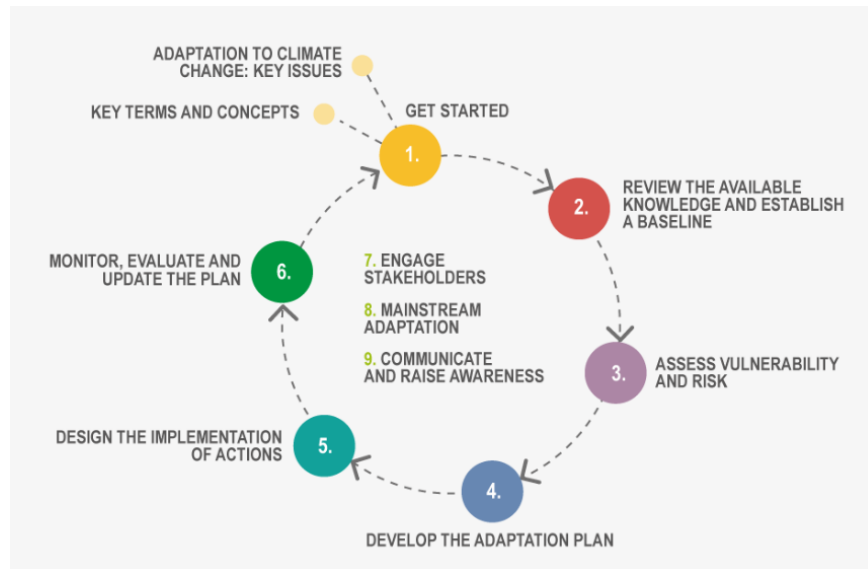 ADAPTATION TO CLIMATE
CHANGE: KEY ISSUES
KEY TERMS AND CONCEPTS
GET STARTED
1.
2.
REVIEW THE AVAILABLE
KNOWLEDGE AND ESTABLISH
A BASELINE
3.
ASSESS VULNERABILITY
AND RISK
4.
DEVELOP THE ADAPTATION PLAN
5.
DESIGN THE IMPLEMENTATION
OF ACTIONS
6.
MONITOR, EVALUATE AND
UPDATE THE PLAN
7. ENGAGE
STAKEHOLDERS
8. MAINSTREAM
ADAPTATION
9. COMMUNICATE
AND RAISE AWARENESS